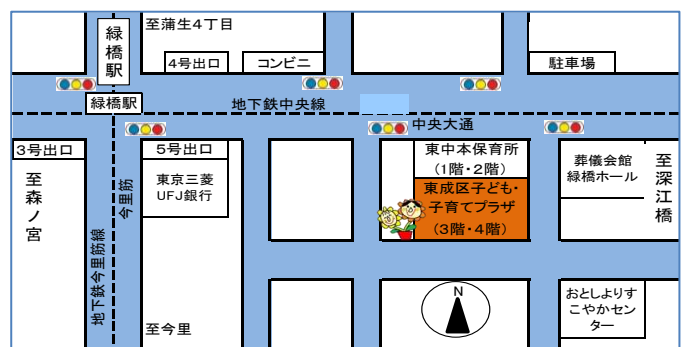 至蒲生4丁目
緑
橋
駅
4号出口
コンビニ
駐車場
緑橋駅
地下鉄中央線
中央大通
3号出口
5号出口
東中本保育所
(1階・2階)
葬儀会館
緑橋ホール
至深江橋
至森ノ宮
東京三菱
UFJ銀行
今里筋
東成区子ども・
子育てプラザ
(3階・4階)
地下鉄今里筋線
至今里
N
おとしよりす
こやかセン
ター